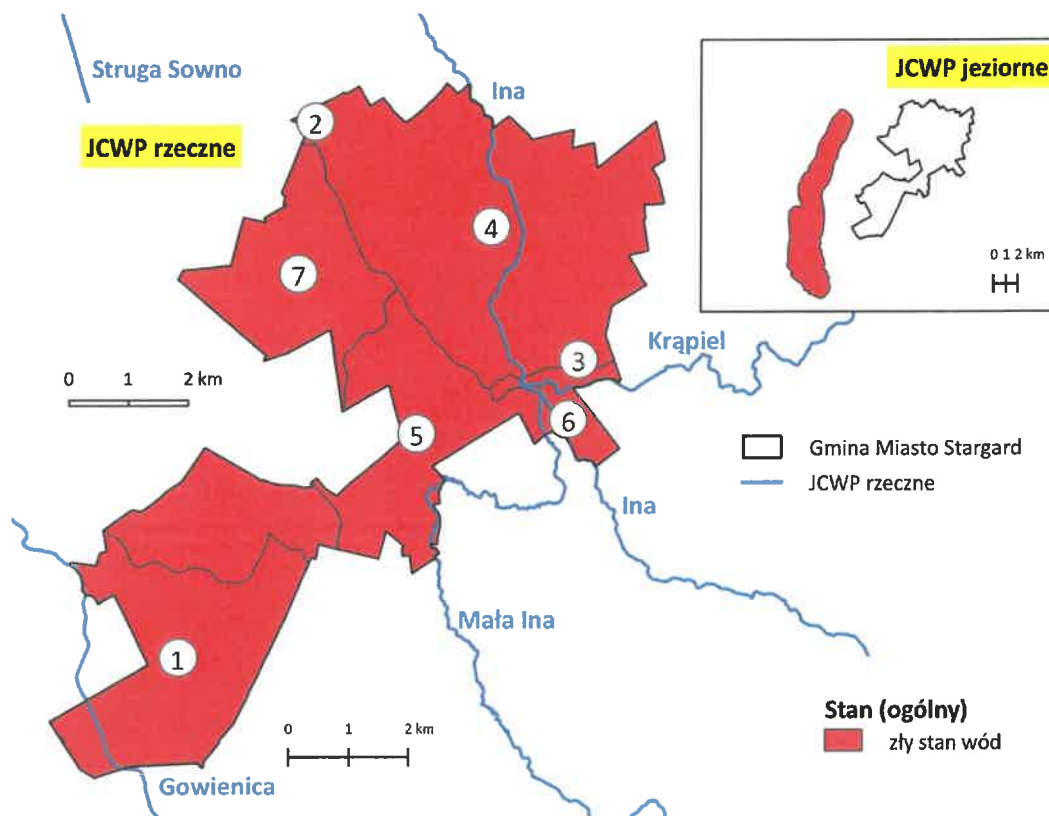 Struga Sowno
JCWP rzeczne
Ina
JCWP jeziorne
0 1 2 km
2
4
7
3
Krąpiel
0 1 2 km
6
5
Gmina Miasto Stargard
JCWP rzeczne
Ina
Mała Ina
1
Stan (ogólny)
zły stan wód
0 1 2 km
Gowienica